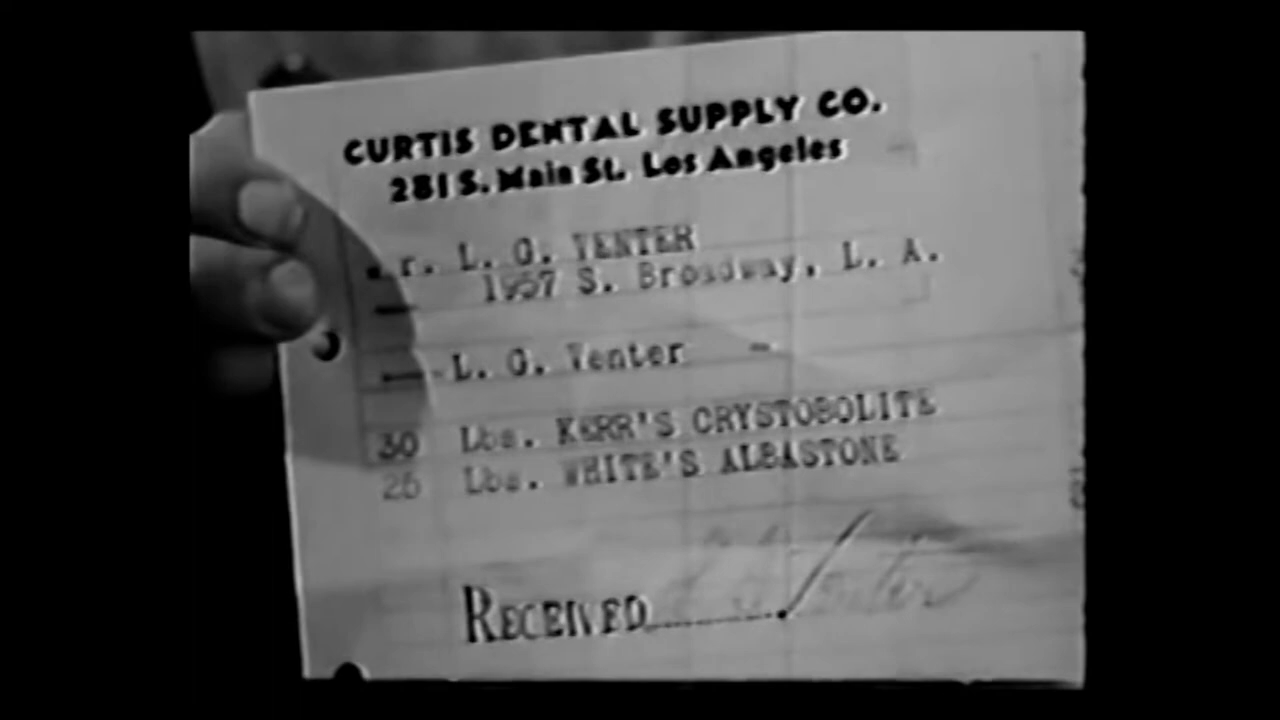 CURTIS DENTAL SUPPLY CO.
281 S. Main St. Los Angeles
r. L. G. VENTER
1957 S. Broadway, L. A.
L. G. Venter
30 Lbs. KERR'S CRYSTOBOLITE
25 Lbs. WHITE'S ALBASTONE
RECEIVED L G Venter